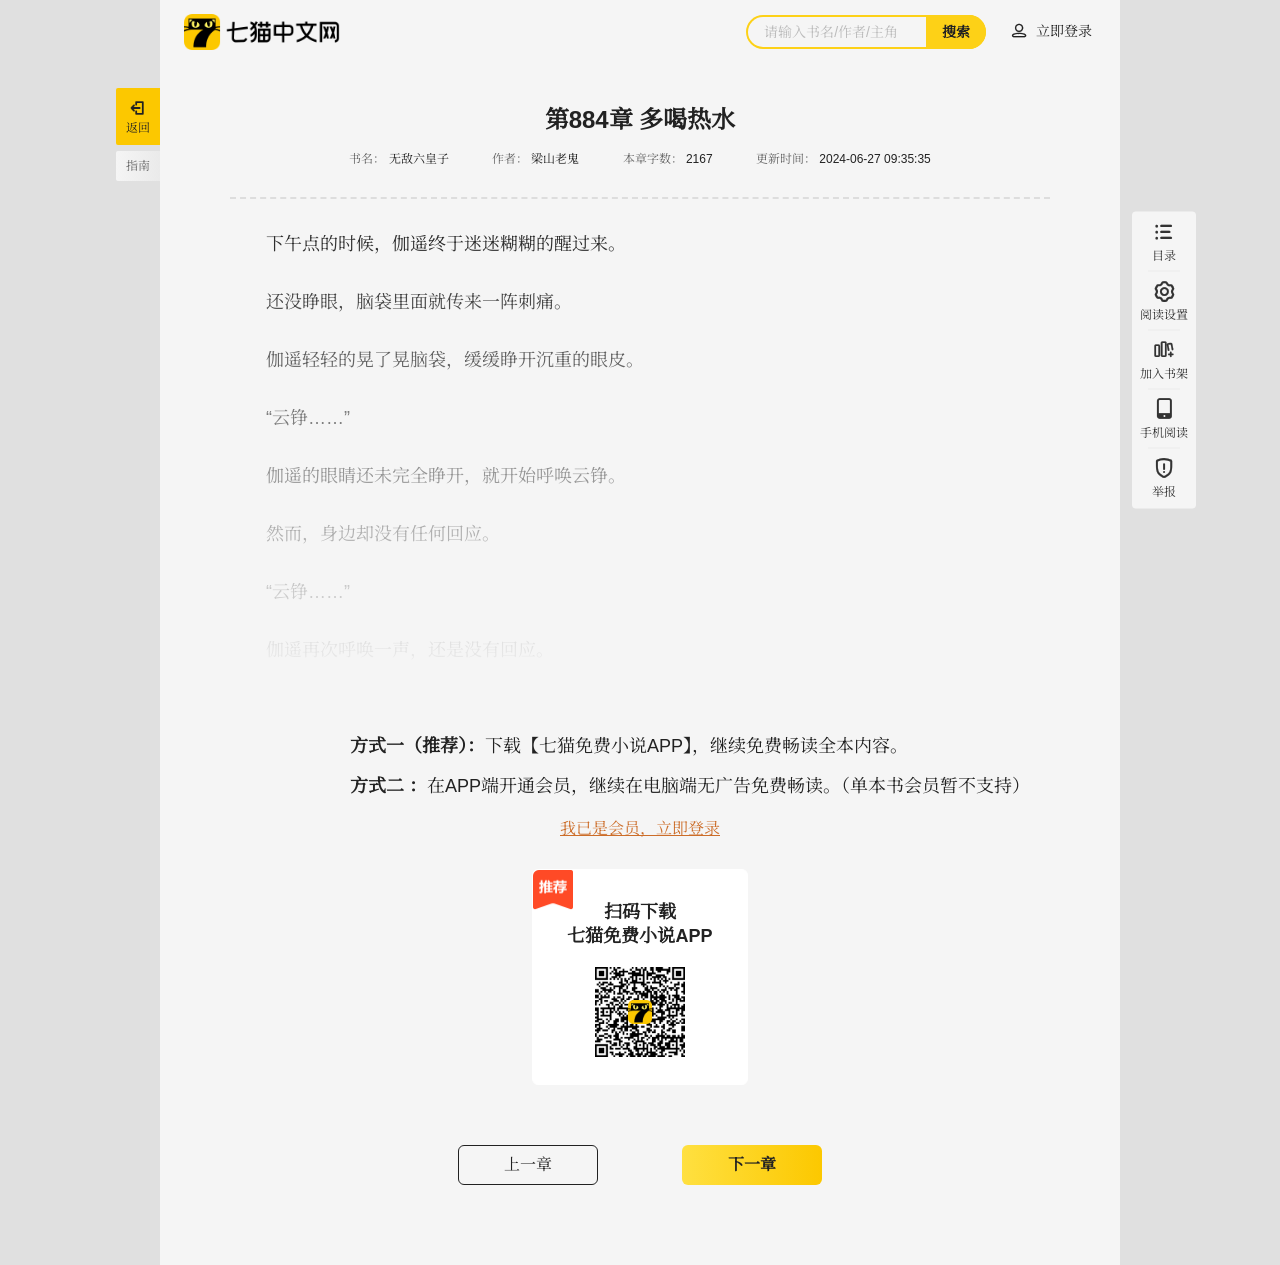 七猫中文网
请输入书名/作者/主角
搜索
立即登录
返回
指南
第884章 多喝热水
书名： 无敌六皇子 作者： 梁山老鬼 本章字数： 2167 更新时间： 2024-06-27 09:35:35
下午点的时候，伽遥终于迷迷糊糊的醒过来。
还没睁眼，脑袋里面就传来一阵刺痛。
伽遥轻轻的晃了晃脑袋，缓缓睁开沉重的眼皮。
“云铮……”
伽遥的眼睛还未完全睁开，就开始呼唤云铮。
然而，身边却没有任何回应。
“云铮……”
伽遥再次呼唤一声，还是没有回应。
目录
阅读设置
加入书架
手机阅读
举报
方式一（推荐）：下载【七猫免费小说APP】，继续免费畅读全本内容。
方式二 ：在APP端开通会员，继续在电脑端无广告免费畅读。（单本书会员暂不支持）
我已是会员，立即登录
推荐
扫码下载
七猫免费小说APP
上一章
下一章